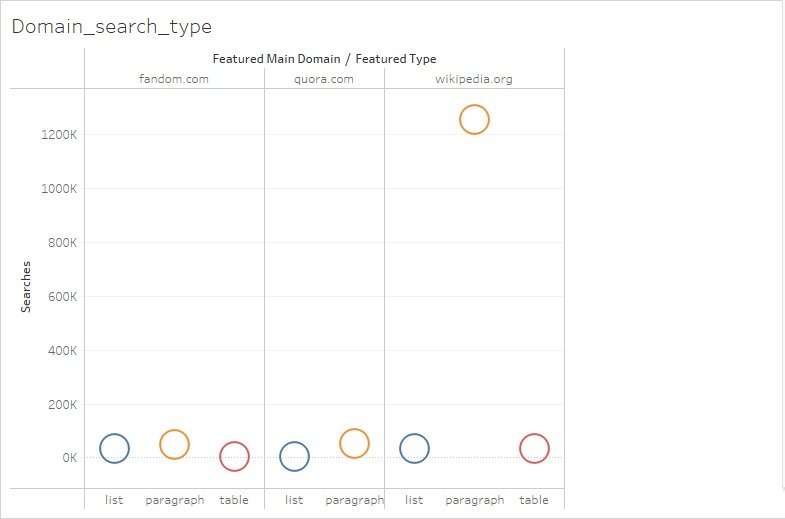 Domain_search_type
Featured Main Domain / Featured Type
fandom.com quora.com wikipedia.org
1200K
1000K
800K
600K
400K
200K
0K
Searches
list paragraph table list paragraph list paragraph table